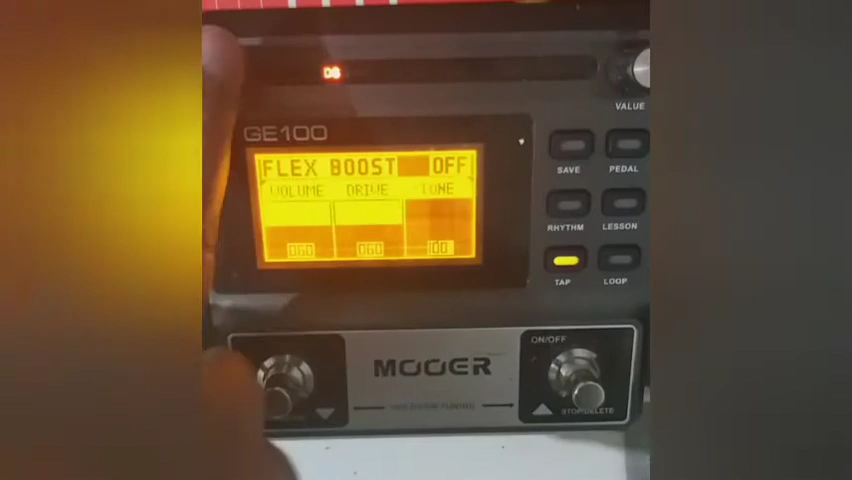 DS
VALUE
GE100
FLEX BOOST OFF
VOLUME DRIVE TONE
060 060 100
SAVE PEDAL
RHYTHM LESSON
TAP LOOP
ON/OFF
MOOER
STOP/DELETE